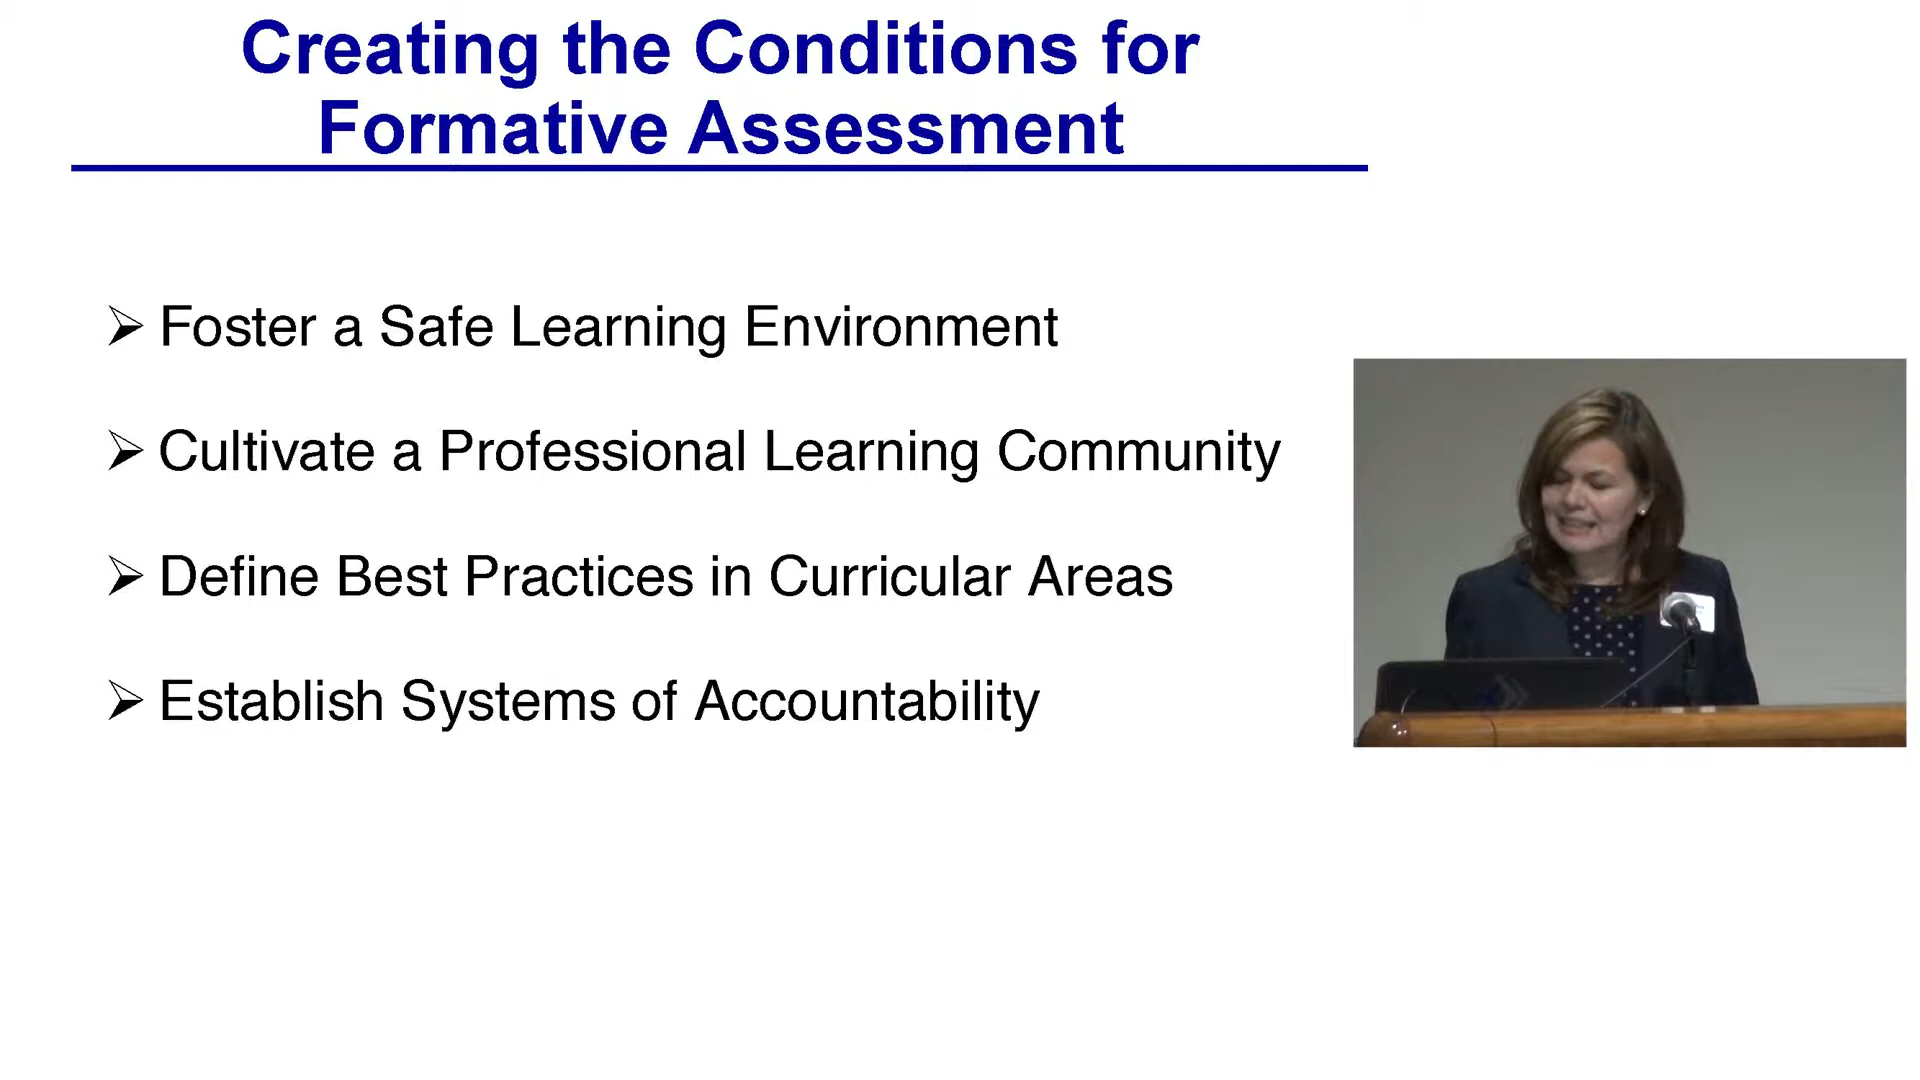 Creating the Conditions for
Formative Assessment
Foster a Safe Learning Environment
Cultivate a Professional Learning Community
Define Best Practices in Curricular Areas
Establish Systems of Accountability